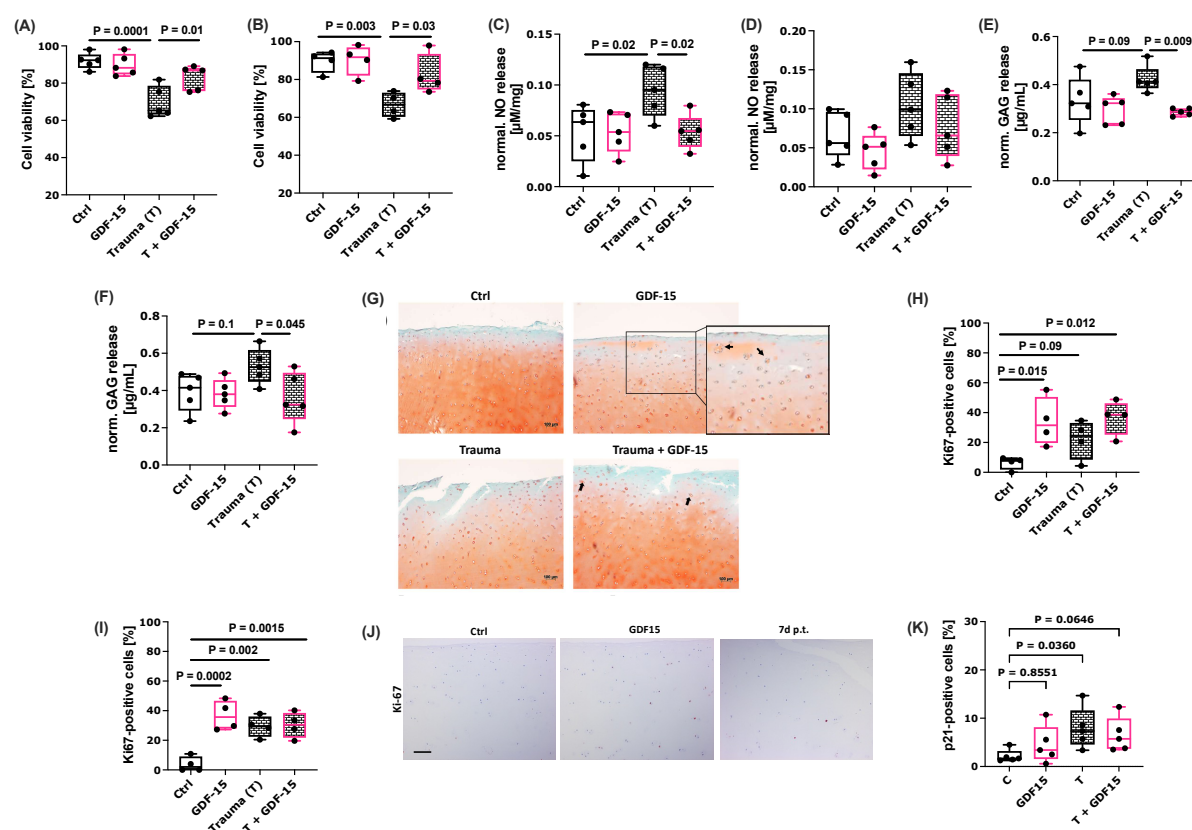 (A)
P = 0.0001 P = 0.01
Cell viability [%]
100
80
60
40
20
Ctrl
GDF-15
Trauma (T)
T + GDF-15
(B)
P = 0.003 P = 0.03
Cell viability [%]
100
80
60
40
20
Ctrl
GDF-15
Trauma (T)
T + GDF-15
(C)
P = 0.02 P = 0.02
normal. NO release
[µM/mg]
0.15
0.10
0.05
0.00
Ctrl
GDF-15
Trauma (T)
T + GDF-15
(D)
normal. NO release
[µM/mg]
0.20
0.15
0.10
0.05
0.00
Ctrl
GDF-15
Trauma (T)
T + GDF-15
(E)
P = 0.09 P = 0.009
norm. GAG release
[µg/mL]
0.6
0.4
0.2
0.0
Ctrl
GDF-15
Trauma (T)
T + GDF-15
(F)
P = 0.1 P = 0.045
norm. GAG release
[µg/mL]
0.8
0.6
0.4
0.2
0.0
Ctrl
GDF-15
Trauma (T)
T + GDF-15
(G)
Ctrl
GDF-15
100 µm
100 µm
Trauma
Trauma + GDF-15
100 µm
100 µm
(H)
P = 0.012
P = 0.09
P = 0.015
Ki67-positive cells [%]
100
80
60
40
20
0
Ctrl
GDF-15
Trauma (T)
T + GDF-15
(I)
P = 0.0015
P = 0.002
P = 0.0002
Ki67-positive cells [%]
100
80
60
40
20
0
Ctrl
GDF-15
Trauma (T)
T + GDF-15
(J)
Ctrl
GDF15
7d p.t.
Ki-67
(K)
P = 0.0646
P = 0.0360
P = 0.8551
p21-positive cells [%]
30
20
10
0
C
GDF15
T
T + GDF15